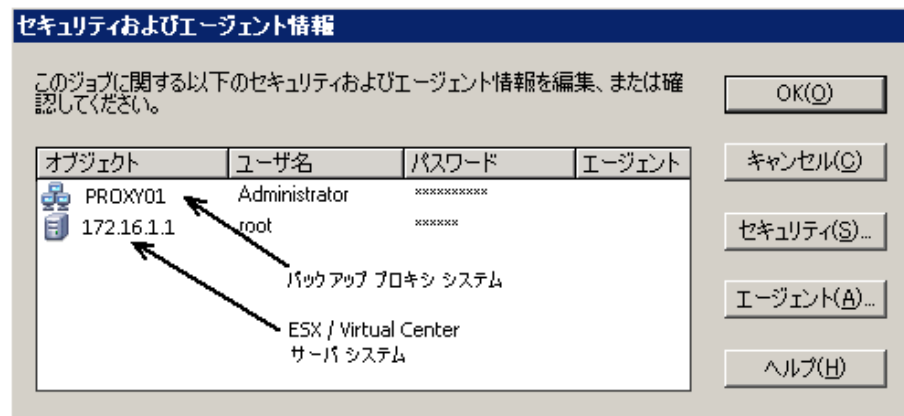 セキュリティおよびエージェント情報
このジョブに関する以下のセキュリティおよびエージェント情報を編集、または確
認してください。
オブジェクト ユーザ名 パスワード エージェント
PROXY01 Administrator **********
172.16.1.1 root ******
バックアップ プロキシ システム
ESX / Virtual Center
サーバ システム
OK(O)
キャンセル(C)
セキュリティ(S)...
エージェント(A)...
ヘルプ(H)